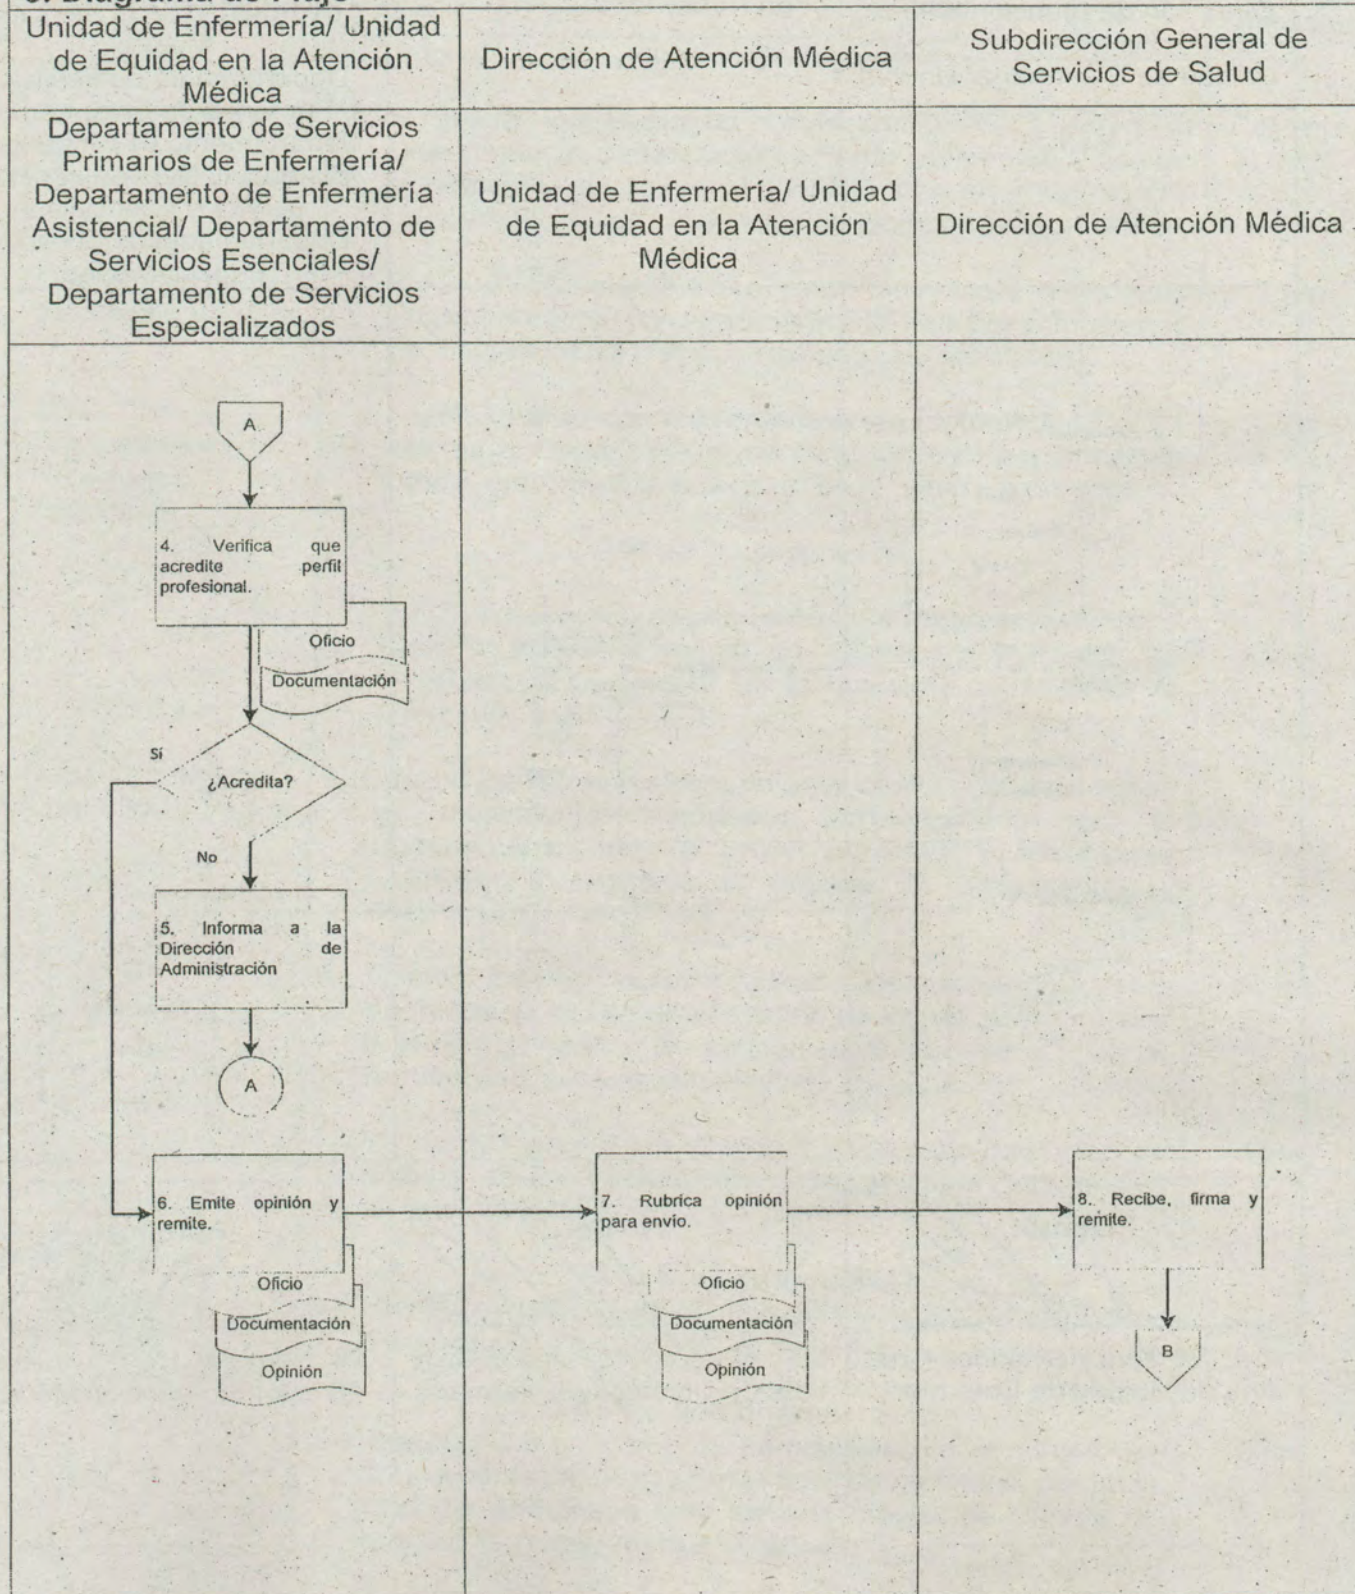 Unidad de Enfermería/ Unidad
de Equidad en la Atención
Médica
Dirección de Atención Médica
Subdirección General de
Servicios de Salud
Departamento de Servicios
Primarios de Enfermería/
Departamento de Enfermería
Asistencial/ Departamento de
Servicios Esenciales/
Departamento de Servicios
Especializados
Unidad de Enfermería/ Unidad
de Equidad en la Atención
Médica
Dirección de Atención Médica
A
4. Verifica que
acredite perfil
profesional.
Oficio
Documentación
Sí
¿Acredita?
No
5. Informa a la
Dirección de
Administración
A
6. Emite opinión y
remite.
Oficio
Documentación
Opinión
7. Rubrica opinión
para envío.
Oficio
Documentación
Opinión
8. Recibe, firma y
remite.
B